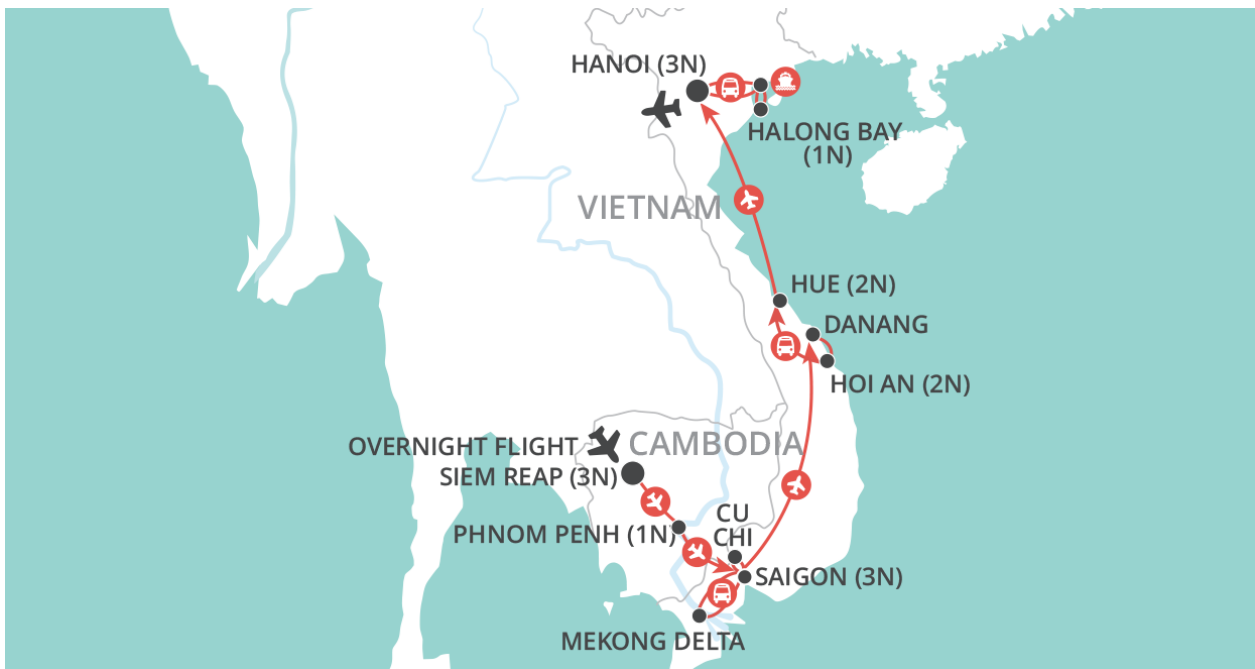 HANOI (3N)
HALONG BAY
(1N)
VIETNAM
HUE (2N)
DANANG
HOI AN (2N)
OVERNIGHT FLIGHT
CAMBODIA
SIEM REAP (3N)
PHNOM PENH (1N)
CU
CHI
SAIGON (3N)
MEKONG DELTA